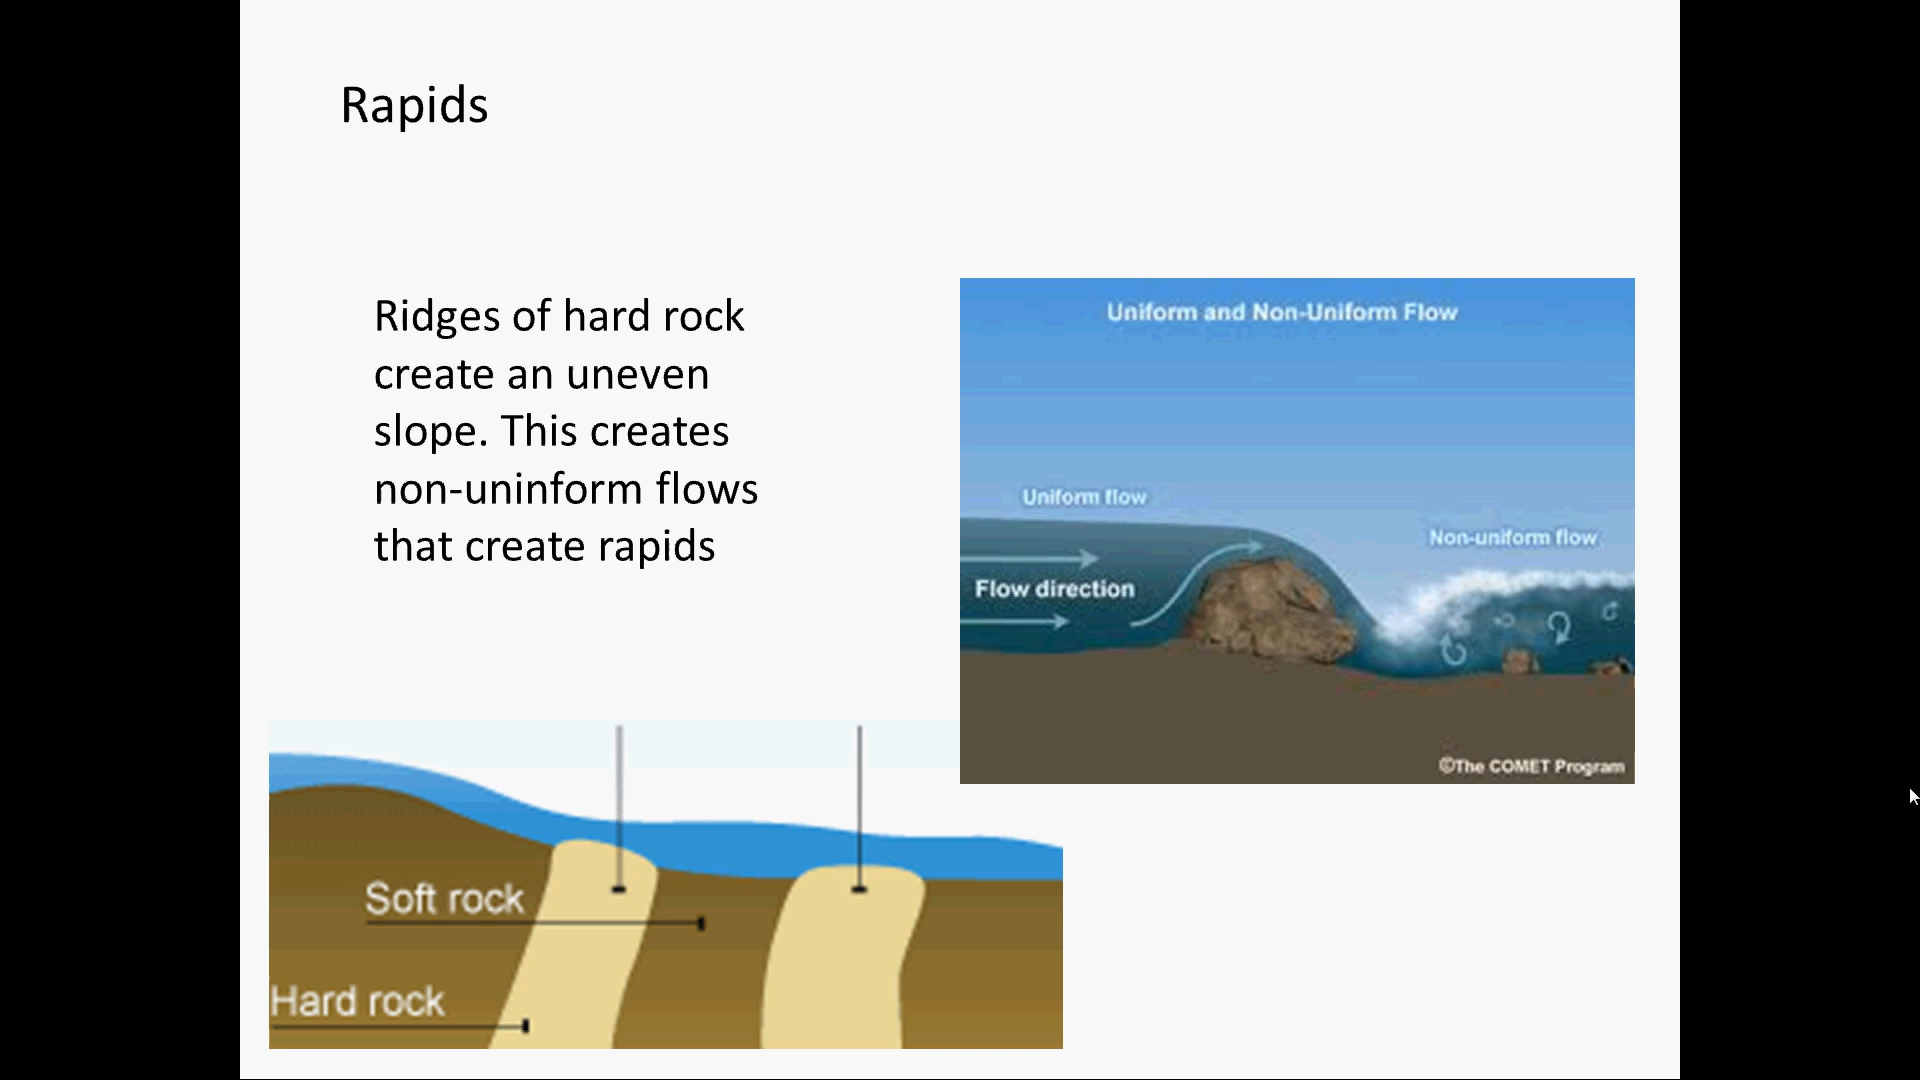 Rapids
Ridges of hard rock
create an uneven
slope. This creates
non-uninform flows
that create rapids
Uniform and Non-Uniform Flow
Uniform flow
Non-uniform flow
Flow direction
©The COMET Program
Soft rock
Hard rock